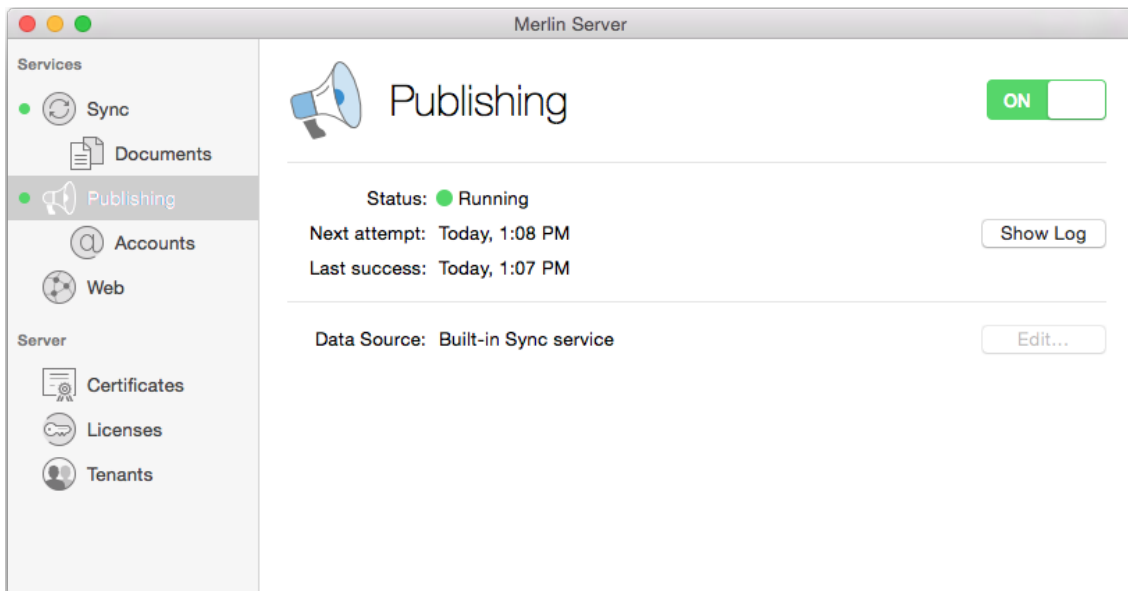 Merlin Server
Services
Sync
Documents
Publishing
Accounts
Web
Server
Certificates
Licenses
Tenants
Publishing
ON
Status: Running
Next attempt: Today, 1:08 PM
Show Log
Last success: Today, 1:07 PM
Data Source: Built-in Sync service
Edit...